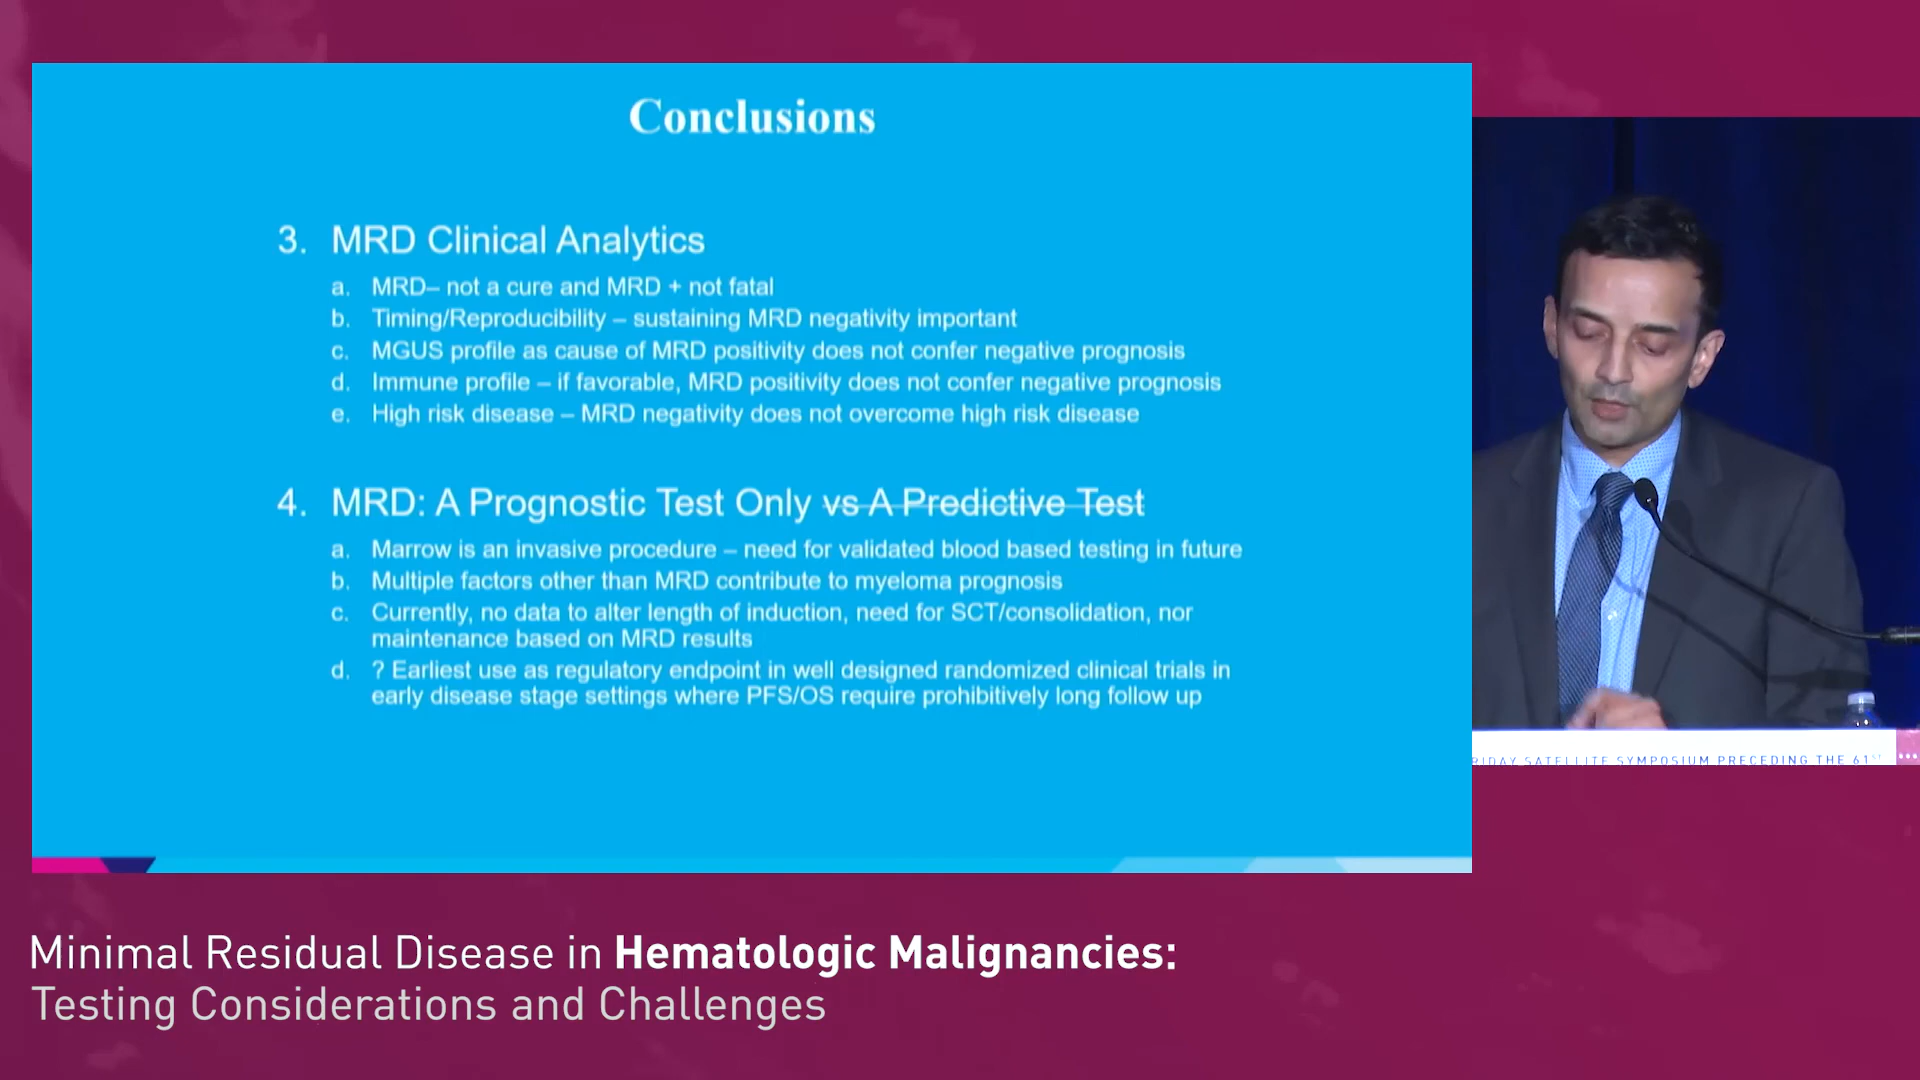 Conclusions
3. MRD Clinical Analytics
a. MRD– not a cure and MRD + not fatal
b. Timing/Reproducibility – sustaining MRD negativity important
c. MGUS profile as cause of MRD positivity does not confer negative prognosis
d. Immune profile – if favorable, MRD positivity does not confer negative prognosis
e. High risk disease – MRD negativity does not overcome high risk disease
4. MRD: A Prognostic Test Only vs A Predictive Test
a. Marrow is an invasive procedure – need for validated blood based testing in future
b. Multiple factors other than MRD contribute to myeloma prognosis
c. Currently, no data to alter length of induction, need for SCT/consolidation, nor
maintenance based on MRD results
d. ? Earliest use as regulatory endpoint in well designed randomized clinical trials in
early disease stage settings where PFS/OS require prohibitively long follow up
SATELLITE SYMPOSIUM PRECEDING THE
Minimal Residual Disease in Hematologic Malignancies:
Testing Considerations and Challenges